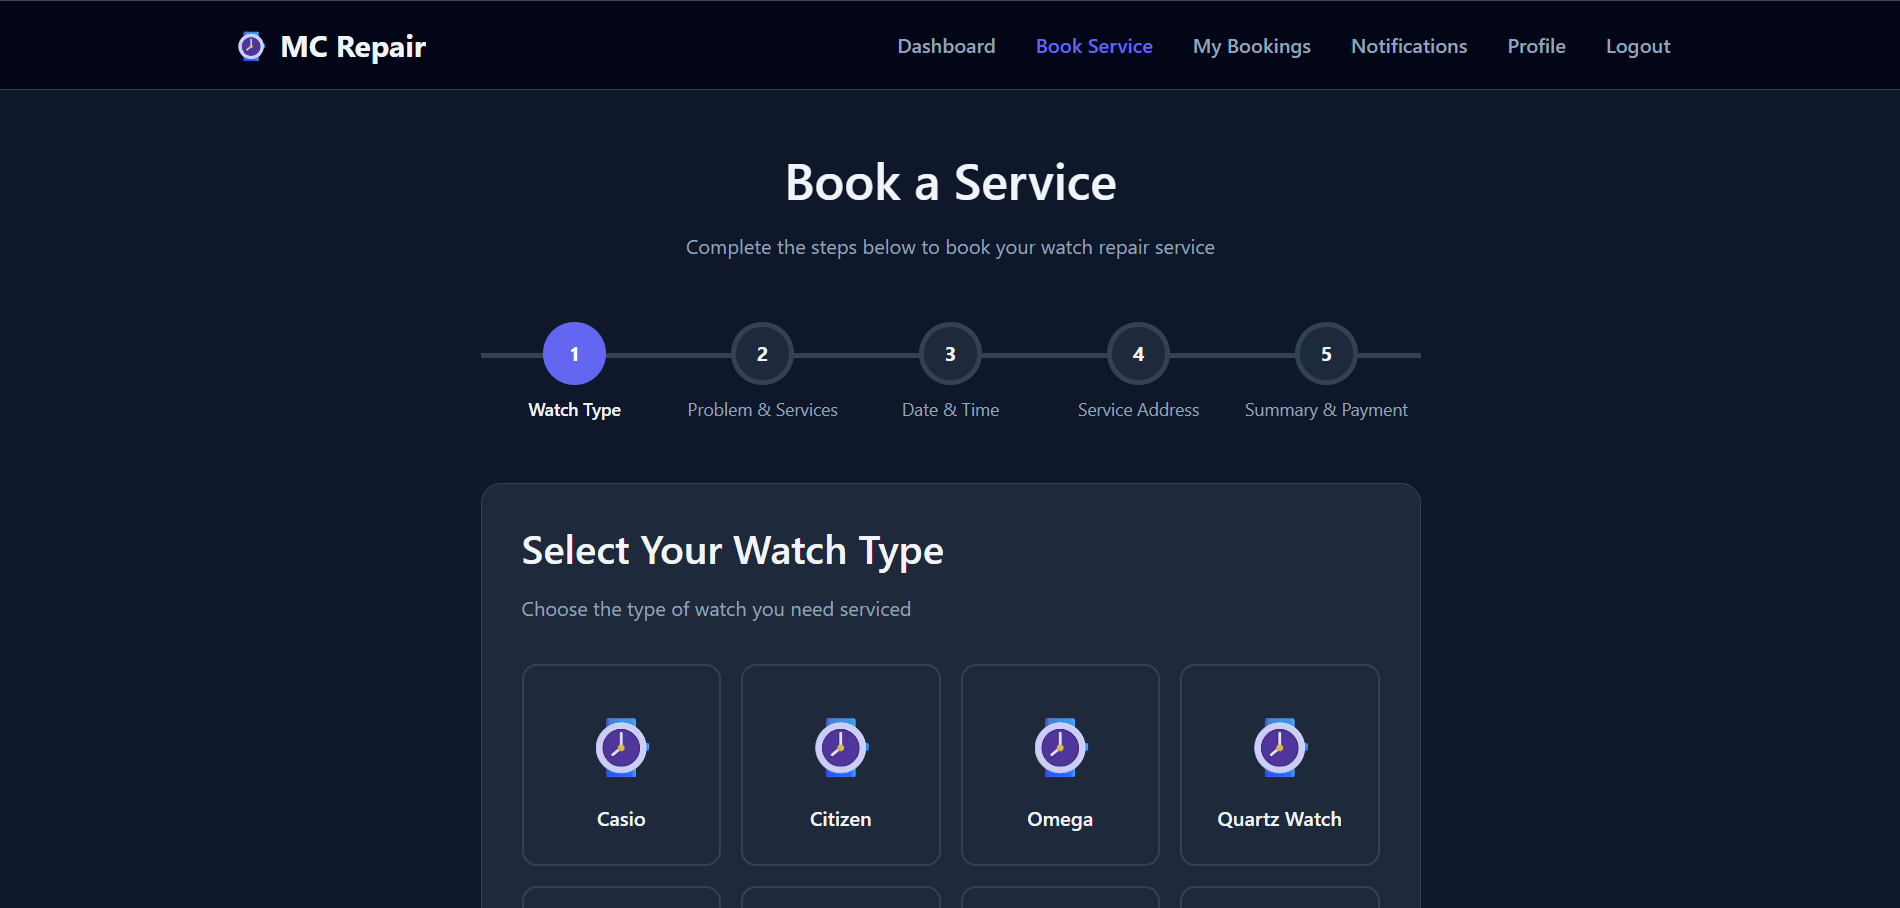 MC Repair
Dashboard Book Service My Bookings Notifications Profile Logout
Book a Service
Complete the steps below to book your watch repair service
1 2 3 4 5
Watch Type Problem & Services Date & Time Service Address Summary & Payment
Select Your Watch Type
Choose the type of watch you need serviced
Casio Citizen Omega Quartz Watch